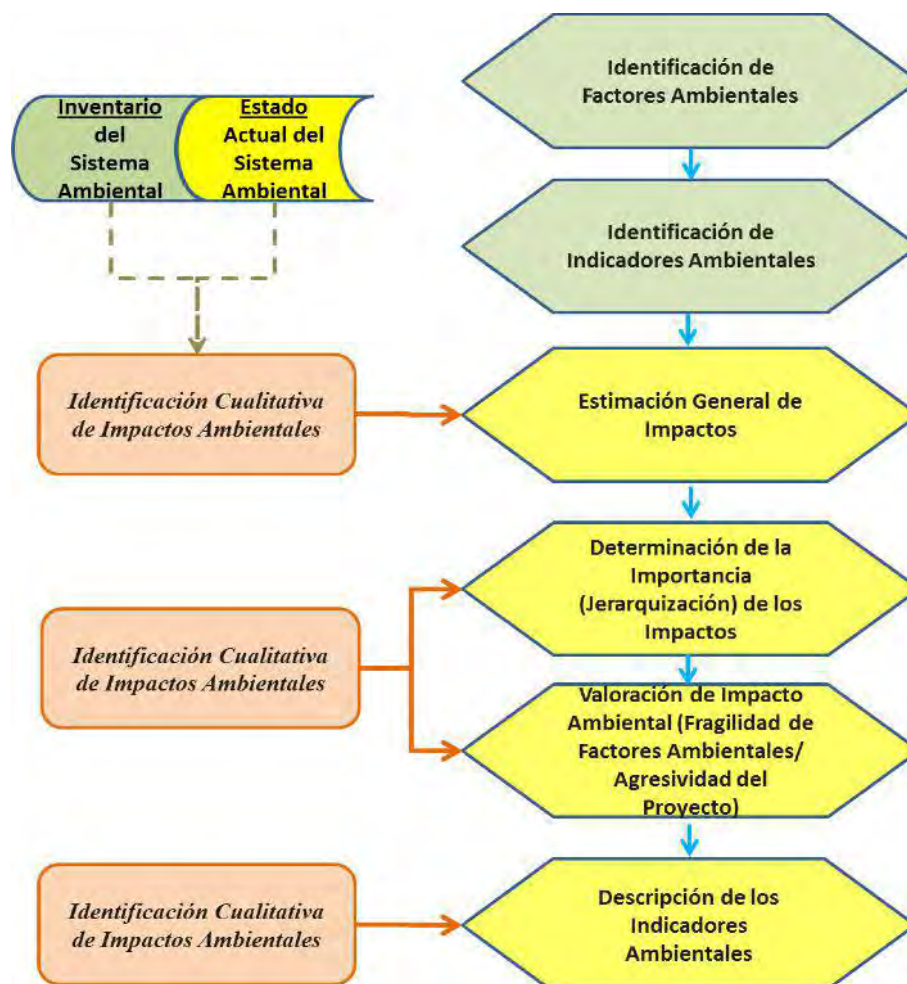 Identificación de
Factores Ambientales
Inventario
del
Sistema
Ambiental
Estado
Actual del
Sistema
Ambiental
Identificación de
Indicadores Ambientales
Identificación Cualitativa
de Impactos Ambientales
Estimación General de
Impactos
Determinación de la
Importancia
(Jerarquización) de los
Impactos
Identificación Cualitativa
de Impactos Ambientales
Valoración de Impacto
Ambiental (Fragilidad de
Factores Ambientales/
Agresividad del
Proyecto)
Identificación Cualitativa
de Impactos Ambientales
Descripción de los
Indicadores
Ambientales